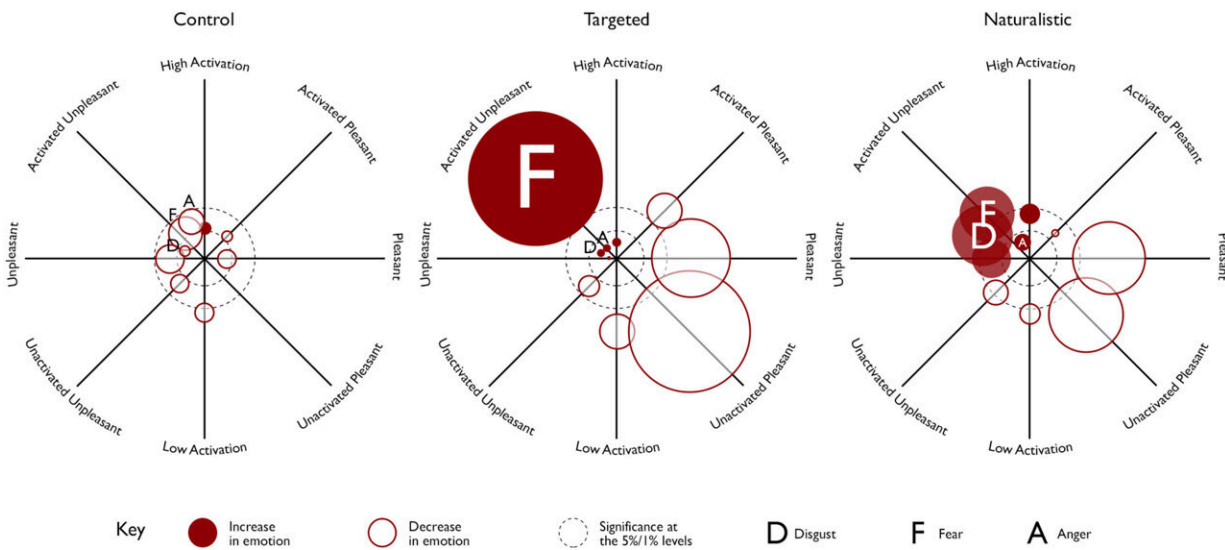 Control
Targeted
Naturalistic
High Activation
High Activation
High Activation
Activated Unpleasant
Activated Pleasant
Activated Unpleasant
Activated Pleasant
Activated Unpleasant
Activated Pleasant
A
F
D
F
A
D
F
D
A
Unpleasant
Pleasant
Unpleasant
Pleasant
Unpleasant
Pleasant
Unactivated Unpleasant
Unactivated Pleasant
Unactivated Unpleasant
Unactivated Pleasant
Unactivated Unpleasant
Unactivated Pleasant
Low Activation
Low Activation
Low Activation
Key
Increase
in emotion
Decrease
in emotion
Significance at
the 5%/1% levels
D Disgust
F Fear
A Anger